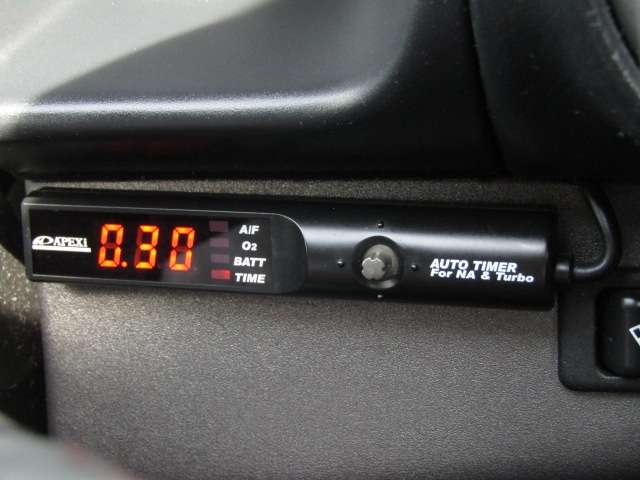 APEXi
0.30
A/F
O2
BATT
TIME
AUTO TIMER
For NA & Turbo